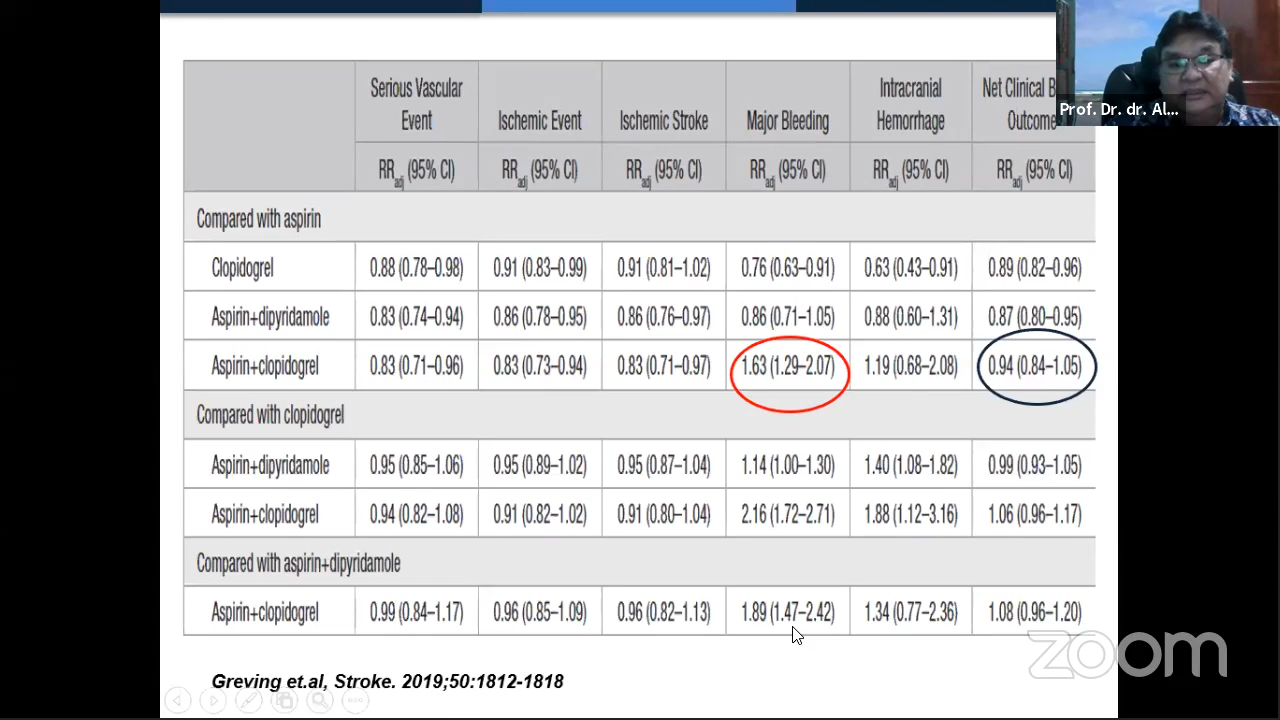 Prof. Dr. dr. Al...
Serious Vascular Event Ischemic Event Ischemic Stroke Major Bleeding Intracranial Hemorrhage Net Clinical B Outcome
RRadj (95% CI) RRadj (95% CI) RRadj (95% CI) RRadj (95% CI) RRadj (95% CI) RRadj (95% CI)
Compared with aspirin
Clopidogrel 0.88 (0.78–0.98) 0.91 (0.83–0.99) 0.91 (0.81–1.02) 0.76 (0.63–0.91) 0.63 (0.43–0.91) 0.89 (0.82–0.96)
Aspirin+dipyridamole 0.83 (0.74–0.94) 0.86 (0.78–0.95) 0.86 (0.76–0.97) 0.86 (0.71–1.05) 0.88 (0.60–1.31) 0.87 (0.80–0.95)
Aspirin+clopidogrel 0.83 (0.71–0.96) 0.83 (0.73–0.94) 0.83 (0.71–0.97) 1.63 (1.29–2.07) 1.19 (0.68–2.08) 0.94 (0.84–1.05)
Compared with clopidogrel
Aspirin+dipyridamole 0.95 (0.85–1.06) 0.95 (0.89–1.02) 0.95 (0.87–1.04) 1.14 (1.00–1.30) 1.40 (1.08–1.82) 0.99 (0.93–1.05)
Aspirin+clopidogrel 0.94 (0.82–1.08) 0.91 (0.82–1.02) 0.91 (0.80–1.04) 2.16 (1.72–2.71) 1.88 (1.12–3.16) 1.06 (0.96–1.17)
Compared with aspirin+dipyridamole
Aspirin+clopidogrel 0.99 (0.84–1.17) 0.96 (0.85–1.09) 0.96 (0.82–1.13) 1.89 (1.47–2.42) 1.34 (0.77–2.36) 1.08 (0.96–1.20)
zoom
Greving et.al, Stroke. 2019;50:1812-1818